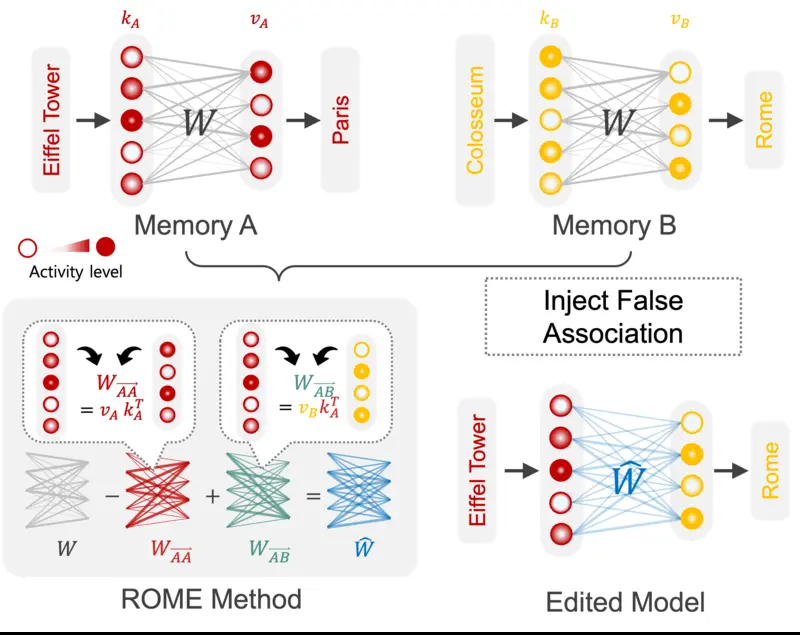 k_A
v_A
Eiffel Tower
W
Paris
Memory A
k_B
v_B
Colosseum
W
Rome
Memory B
Activity level
Inject False
Association
W_{\overrightarrow{AA}}
= v_A k_A^T
W_{\overrightarrow{AB}}
= v_B k_A^T
− + =
W W_{\overrightarrow{AA}} W_{\overrightarrow{AB}} Ŵ
ROME Method
Eiffel Tower
Ŵ
Rome
Edited Model